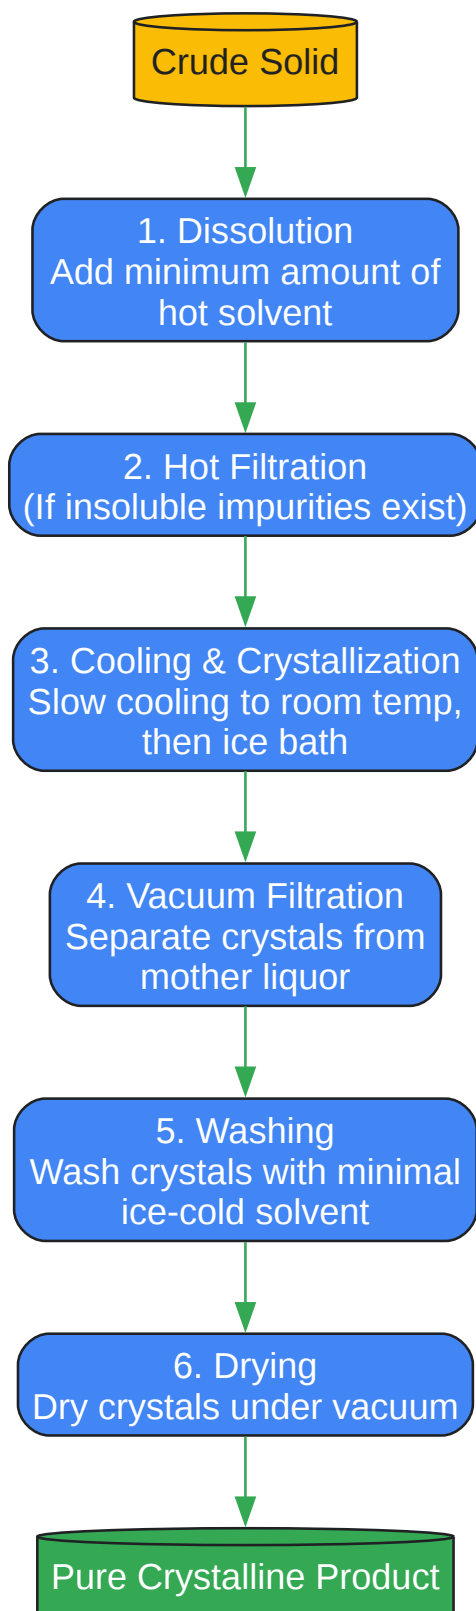 Crude Solid
1. Dissolution
Add minimum amount of
hot solvent
2. Hot Filtration
(If insoluble impurities exist)
3. Cooling & Crystallization
Slow cooling to room temp,
then ice bath
4. Vacuum Filtration
Separate crystals from
mother liquor
5. Washing
Wash crystals with minimal
ice-cold solvent
6. Drying
Dry crystals under vacuum
Pure Crystalline Product